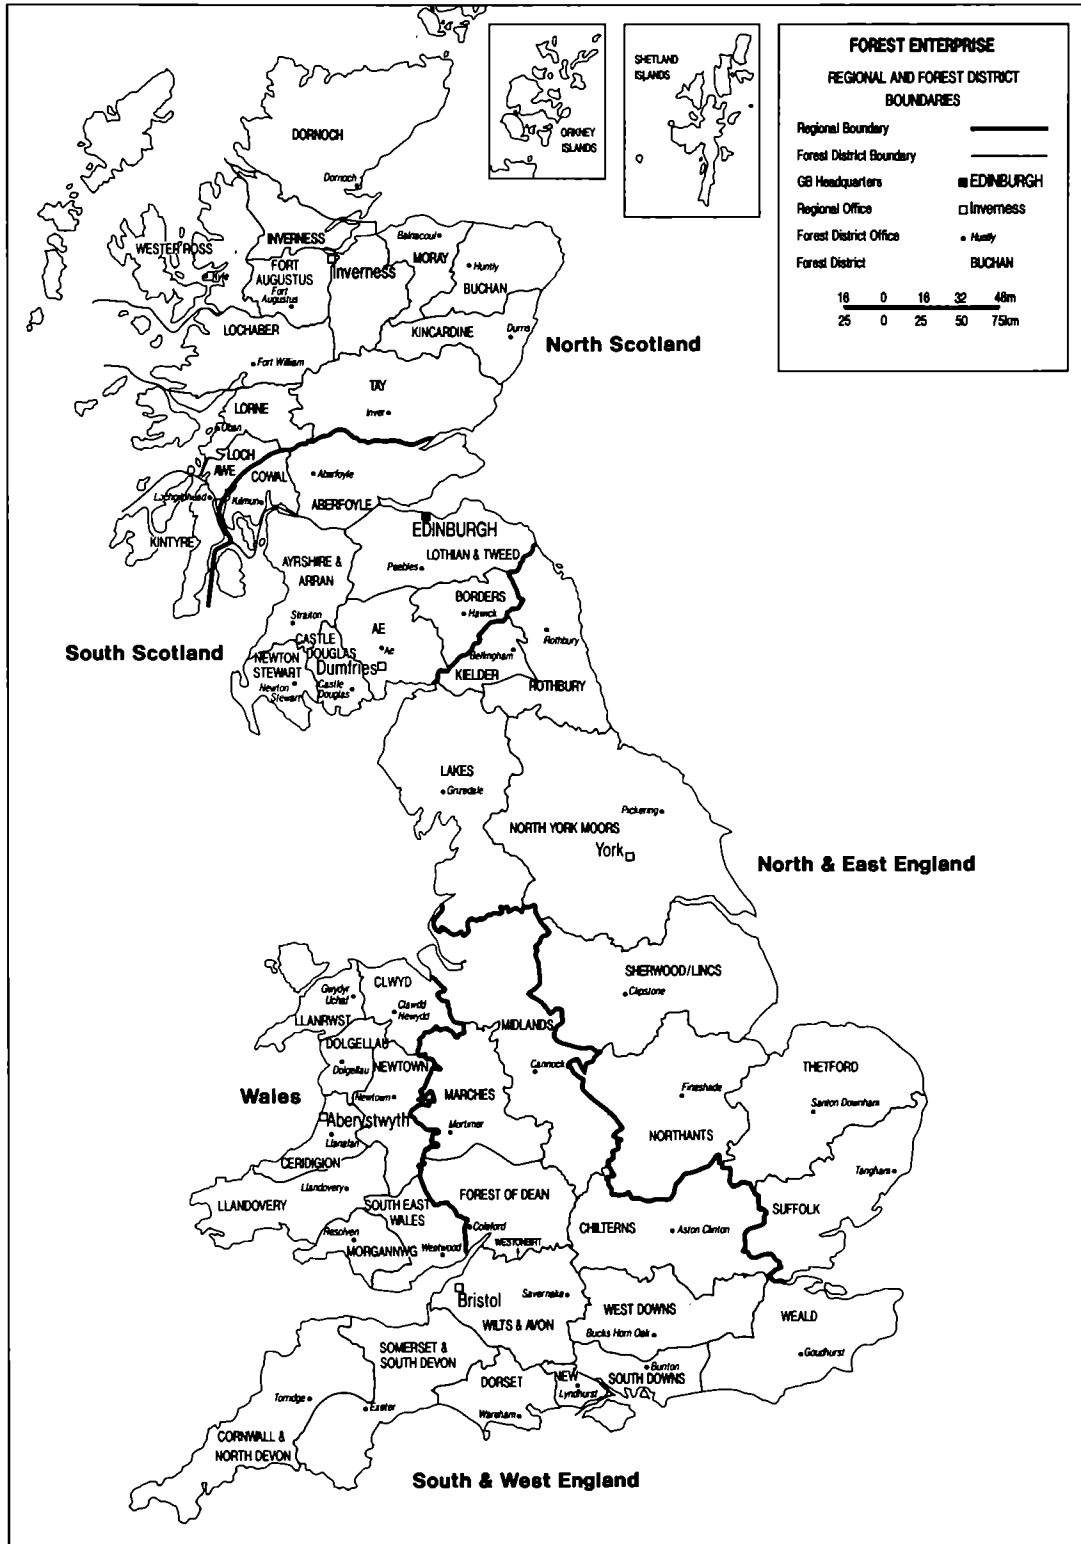 FOREST ENTERPRISE
REGIONAL AND FOREST DISTRICT
BOUNDARIES
Regional Boundary
Forest District Boundary
GB Headquarters EDINBURGH
Regional Office Inverness
Forest District Office Huntly
Forest District BUCHAN
16 0 16 32 48m
25 0 25 50 75km
SHETLAND
ISLANDS
ORKNEY
ISLANDS
DORNOCH
Dornoch
WESTER ROSS
Kyle
INVERNESS
Inverness
FORT
AUGUSTUS
Fort
Augustus
Balnacoul
MORAY
Huntly
BUCHAN
LOCHABER
Fort William
KINCARDINE
Durris
North Scotland
TAY
Inver
LORNE
Oban
LOCH
AWE
Lochgilphead
COWAL
Kilmun
Aberfoyle
ABERFOYLE
KINTYRE
EDINBURGH
LOTHIAN & TWEED
Peebles
AYRSHIRE &
ARRAN
Straiton
BORDERS
Hawick
AE
Ae
South Scotland
CASTLE
DOUGLAS
Dumfries
Castle
Douglas
NEWTON
STEWART
Newton
Stewart
Bellingham
KIELDER
Rothbury
ROTHBURY
LAKES
Grizedale
Pickering
NORTH YORK MOORS
York
North & East England
SHERWOOD/LINCS
Clipstone
CLWYD
Clawdd
Newydd
Gwydyr
Uchaf
LLANRWST
DOLGELLAU
Dolgellau
NEWTOWN
Newtown
Wales
Aberystwyth
Llanafan
CERIDIGION
MIDLANDS
Cannock
MARCHES
Mortimer
THETFORD
Santon Downham
Fineshade
NORTHANTS
Tangham
SUFFOLK
LLANDOVERY
Llandovery
SOUTH EAST
WALES
Resolven
MORGANNWG
Wentwood
FOREST OF DEAN
Coleford
WESTONBIRT
CHILTERNS
Aston Clinton
Bristol
Savernake
WILTS & AVON
WEST DOWNS
Bucks Horn Oak
WEALD
Goudhurst
SOMERSET &
SOUTH DEVON
DORSET
Wareham
NEW
Lyndhurst
Bunton
SOUTH DOWNS
Torridge
Exeter
CORNWALL &
NORTH DEVON
South & West England